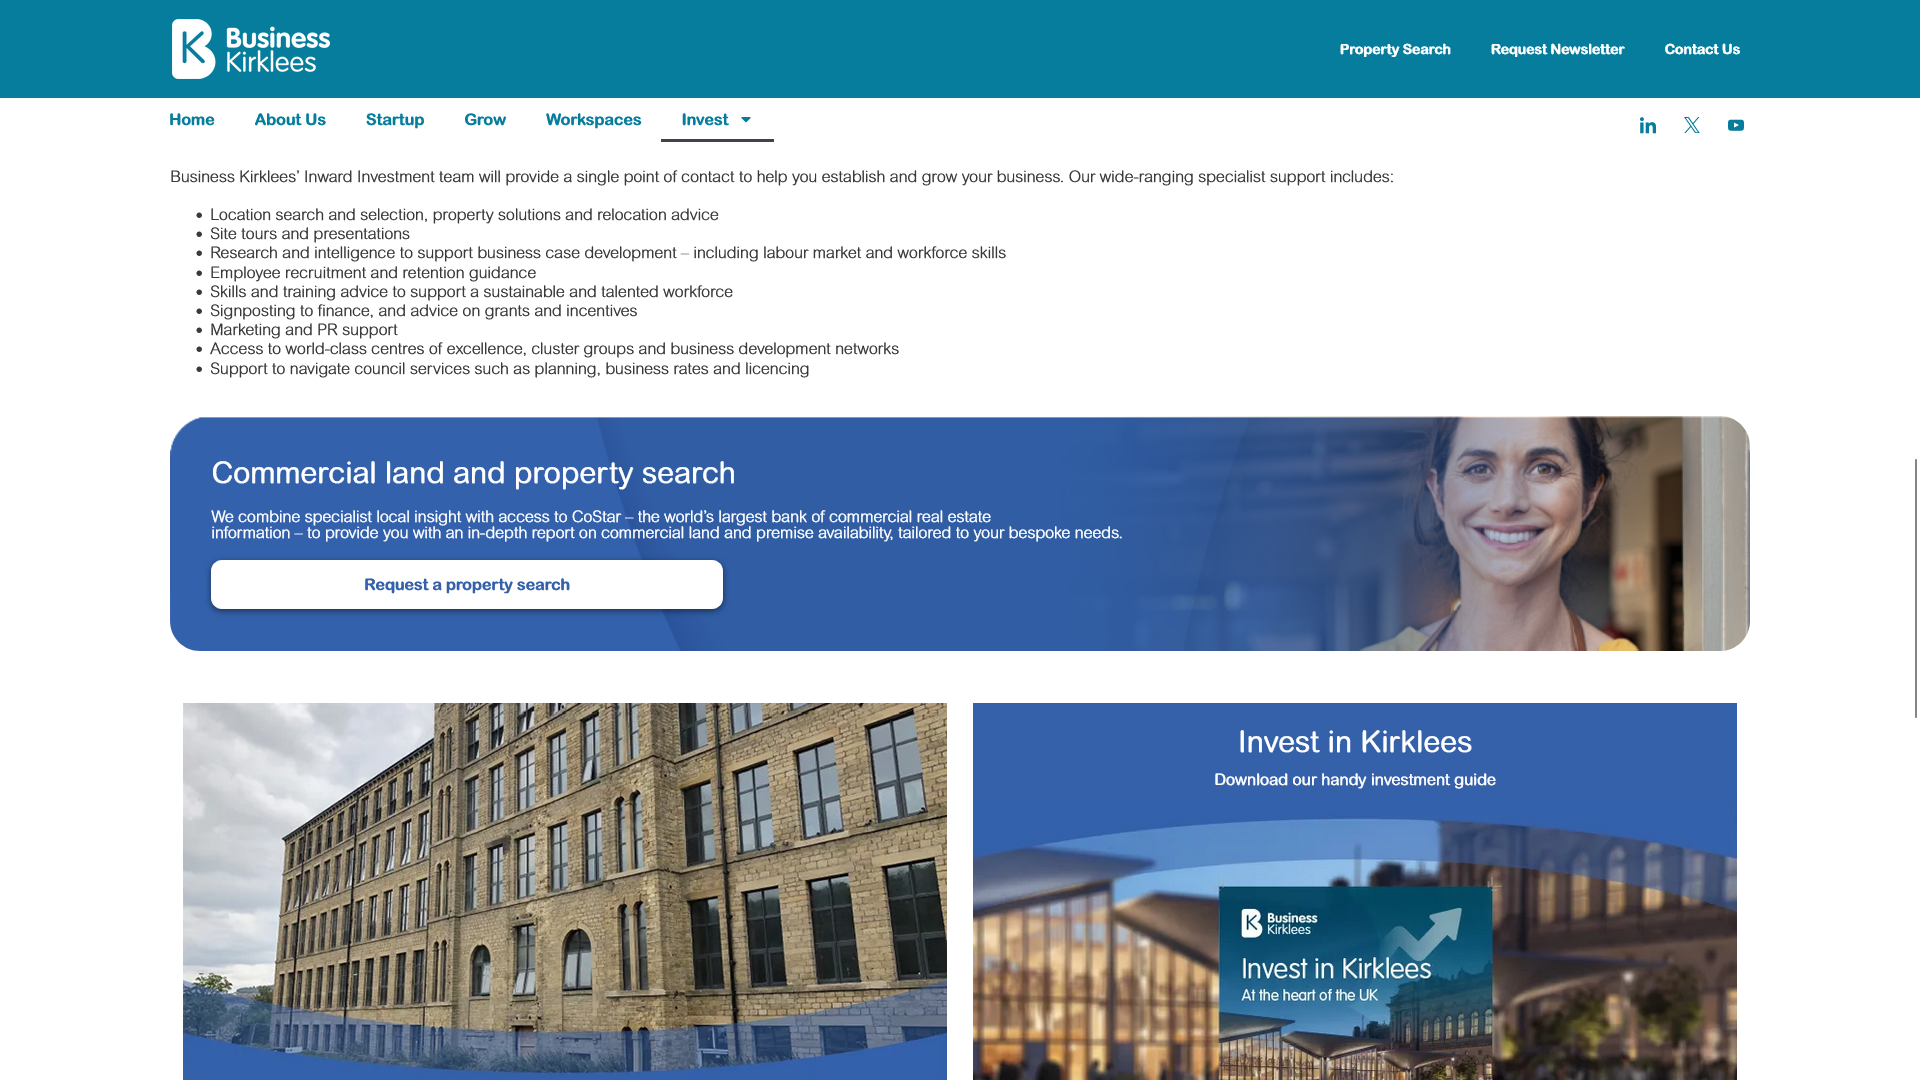 Business
Kirklees
Property Search
Request Newsletter
Contact Us
Home
About Us
Startup
Grow
Workspaces
Invest
Business Kirklees’ Inward Investment team will provide a single point of contact to help you establish and grow your business. Our wide-ranging specialist support includes:
• Location search and selection, property solutions and relocation advice
• Site tours and presentations
• Research and intelligence to support business case development – including labour market and workforce skills
• Employee recruitment and retention guidance
• Skills and training advice to support a sustainable and talented workforce
• Signposting to finance, and advice on grants and incentives
• Marketing and PR support
• Access to world-class centres of excellence, cluster groups and business development networks
• Support to navigate council services such as planning, business rates and licencing
Commercial land and property search
We combine specialist local insight with access to CoStar – the world’s largest bank of commercial real estate
information – to provide you with an in-depth report on commercial land and premise availability, tailored to your bespoke needs.
Request a property search
Invest in Kirklees
Download our handy investment guide
Business
Kirklees
Invest in Kirklees
At the heart of the UK